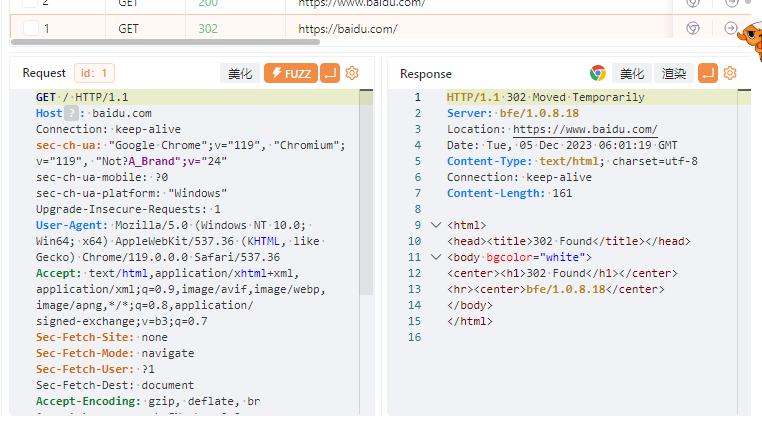 2 GET 200 https://www.baidu.com/
1 GET 302 https://baidu.com/
Request id: 1 美化 FUZZ
GET / HTTP/1.1
Host ? : baidu.com
Connection: keep-alive
sec-ch-ua: "Google Chrome";v="119", "Chromium";
v="119", "Not?A_Brand";v="24"
sec-ch-ua-mobile: ?0
sec-ch-ua-platform: "Windows"
Upgrade-Insecure-Requests: 1
User-Agent: Mozilla/5.0 (Windows NT 10.0;
Win64; x64) AppleWebKit/537.36 (KHTML, like
Gecko) Chrome/119.0.0.0 Safari/537.36
Accept: text/html,application/xhtml+xml,
application/xml;q=0.9,image/avif,image/webp,
image/apng,*/*;q=0.8,application/
signed-exchange;v=b3;q=0.7
Sec-Fetch-Site: none
Sec-Fetch-Mode: navigate
Sec-Fetch-User: ?1
Sec-Fetch-Dest: document
Accept-Encoding: gzip, deflate, br
Response 美化 渲染
1 HTTP/1.1 302 Moved Temporarily
2 Server: bfe/1.0.8.18
3 Location: https://www.baidu.com/
4 Date: Tue, 05 Dec 2023 06:01:19 GMT
5 Content-Type: text/html; charset=utf-8
6 Connection: keep-alive
7 Content-Length: 161
8
9 <html>
10 <head><title>302 Found</title></head>
11 <body bgcolor="white">
12 <center><h1>302 Found</h1></center>
13 <hr><center>bfe/1.0.8.18</center>
14 </body>
15 </html>
16